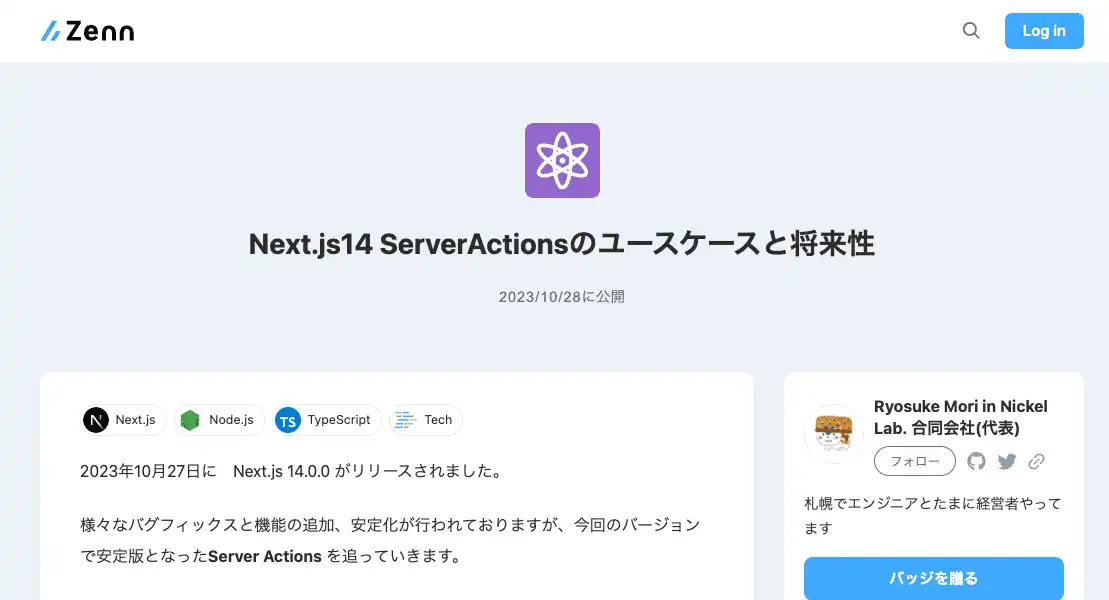 Zenn
Log in
Next.js14 ServerActionsのユースケースと将来性
2023/10/28に公開
Next.js
Node.js
TS TypeScript
Tech
2023年10月27日に　Next.js 14.0.0 がリリースされました。
様々なバグフィックスと機能の追加、安定化が行われておりますが、今回のバージョン
で安定版となったServer Actions を追っていきます。
Ryosuke Mori in Nickel
Lab. 合同会社(代表)
フォロー
札幌でエンジニアとたまに経営者やって
ます
バッジを贈る